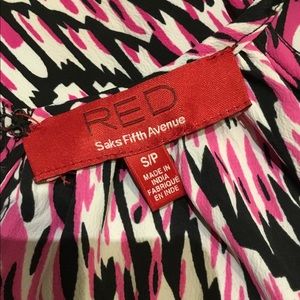 RED
Saks Fifth Avenue
S/P
MADE IN
INDIA
FABRIQUÉ
EN INDE